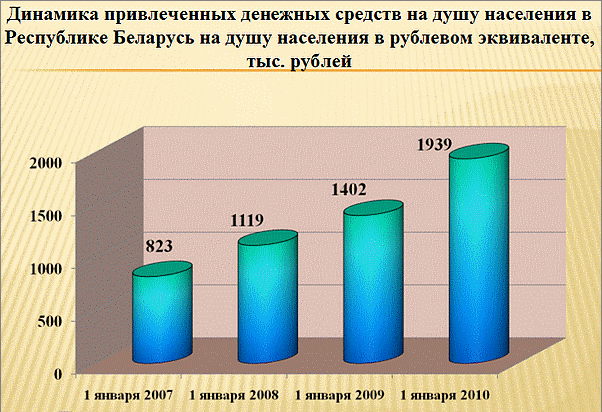 Динамика привлеченных денежных средств на душу населения в
Республике Беларусь на душу населения в рублевом эквиваленте,
тыс. рублей
1939
2000
1402
1500
1119
823
1000
500
0
1 января 2007 1 января 2008 1 января 2009 1 января 2010